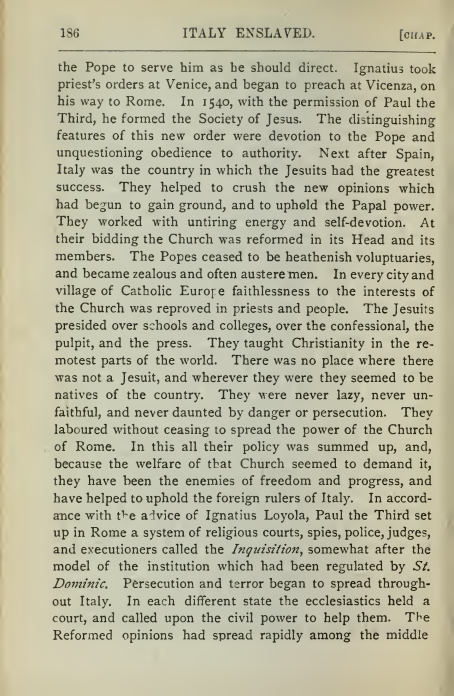 186 ITALY ENSLAVED. [CHAP.
the Pope to serve him as he should direct. Ignatius took
priest's orders at Venice, and began to preach at Vicenza, on
his way to Rome. In 1540, with the permission of Paul the
Third, he formed the Society of Jesus. The distinguishing
features of this new order were devotion to the Pope and
unquestioning obedience to authority. Next after Spain,
Italy was the country in which the Jesuits had the greatest
success. They helped to crush the new opinions which
had begun to gain ground, and to uphold the Papal power.
They worked with untiring energy and self-devotion. At
their bidding the Church was reformed in its Head and its
members. The Popes ceased to be heathenish voluptuaries,
and became zealous and often austere men. In every city and
village of Catholic Europe faithlessness to the interests of
the Church was reproved in priests and people. The Jesuits
presided over schools and colleges, over the confessional, the
pulpit, and the press. They taught Christianity in the re-
motest parts of the world. There was no place where there
was not a Jesuit, and wherever they were they seemed to be
natives of the country. They were never lazy, never un-
faithful, and never daunted by danger or persecution. They
laboured without ceasing to spread the power of the Church
of Rome. In this all their policy was summed up, and,
because the welfare of that Church seemed to demand it,
they have been the enemies of freedom and progress, and
have helped to uphold the foreign rulers of Italy. In accord-
ance with the advice of Ignatius Loyola, Paul the Third set
up in Rome a system of religious courts, spies, police, judges,
and executioners called the Inquisition, somewhat after the
model of the institution which had been regulated by St.
Dominic. Persecution and terror began to spread through-
out Italy. In each different state the ecclesiastics held a
court, and called upon the civil power to help them. The
Reformed opinions had spread rapidly among the middle